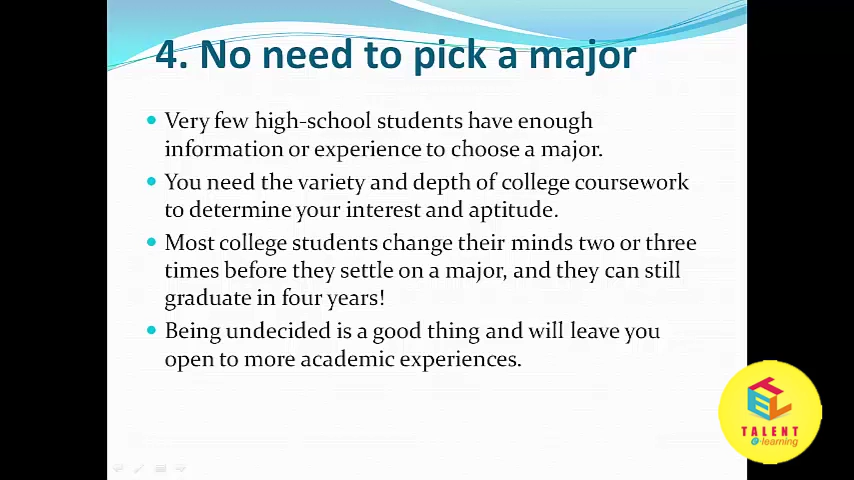 4. No need to pick a major
Very few high-school students have enough
information or experience to choose a major.
You need the variety and depth of college coursework
to determine your interest and aptitude.
Most college students change their minds two or three
times before they settle on a major, and they can still
graduate in four years!
Being undecided is a good thing and will leave you
open to more academic experiences.
TEL
TALENT
e-learning